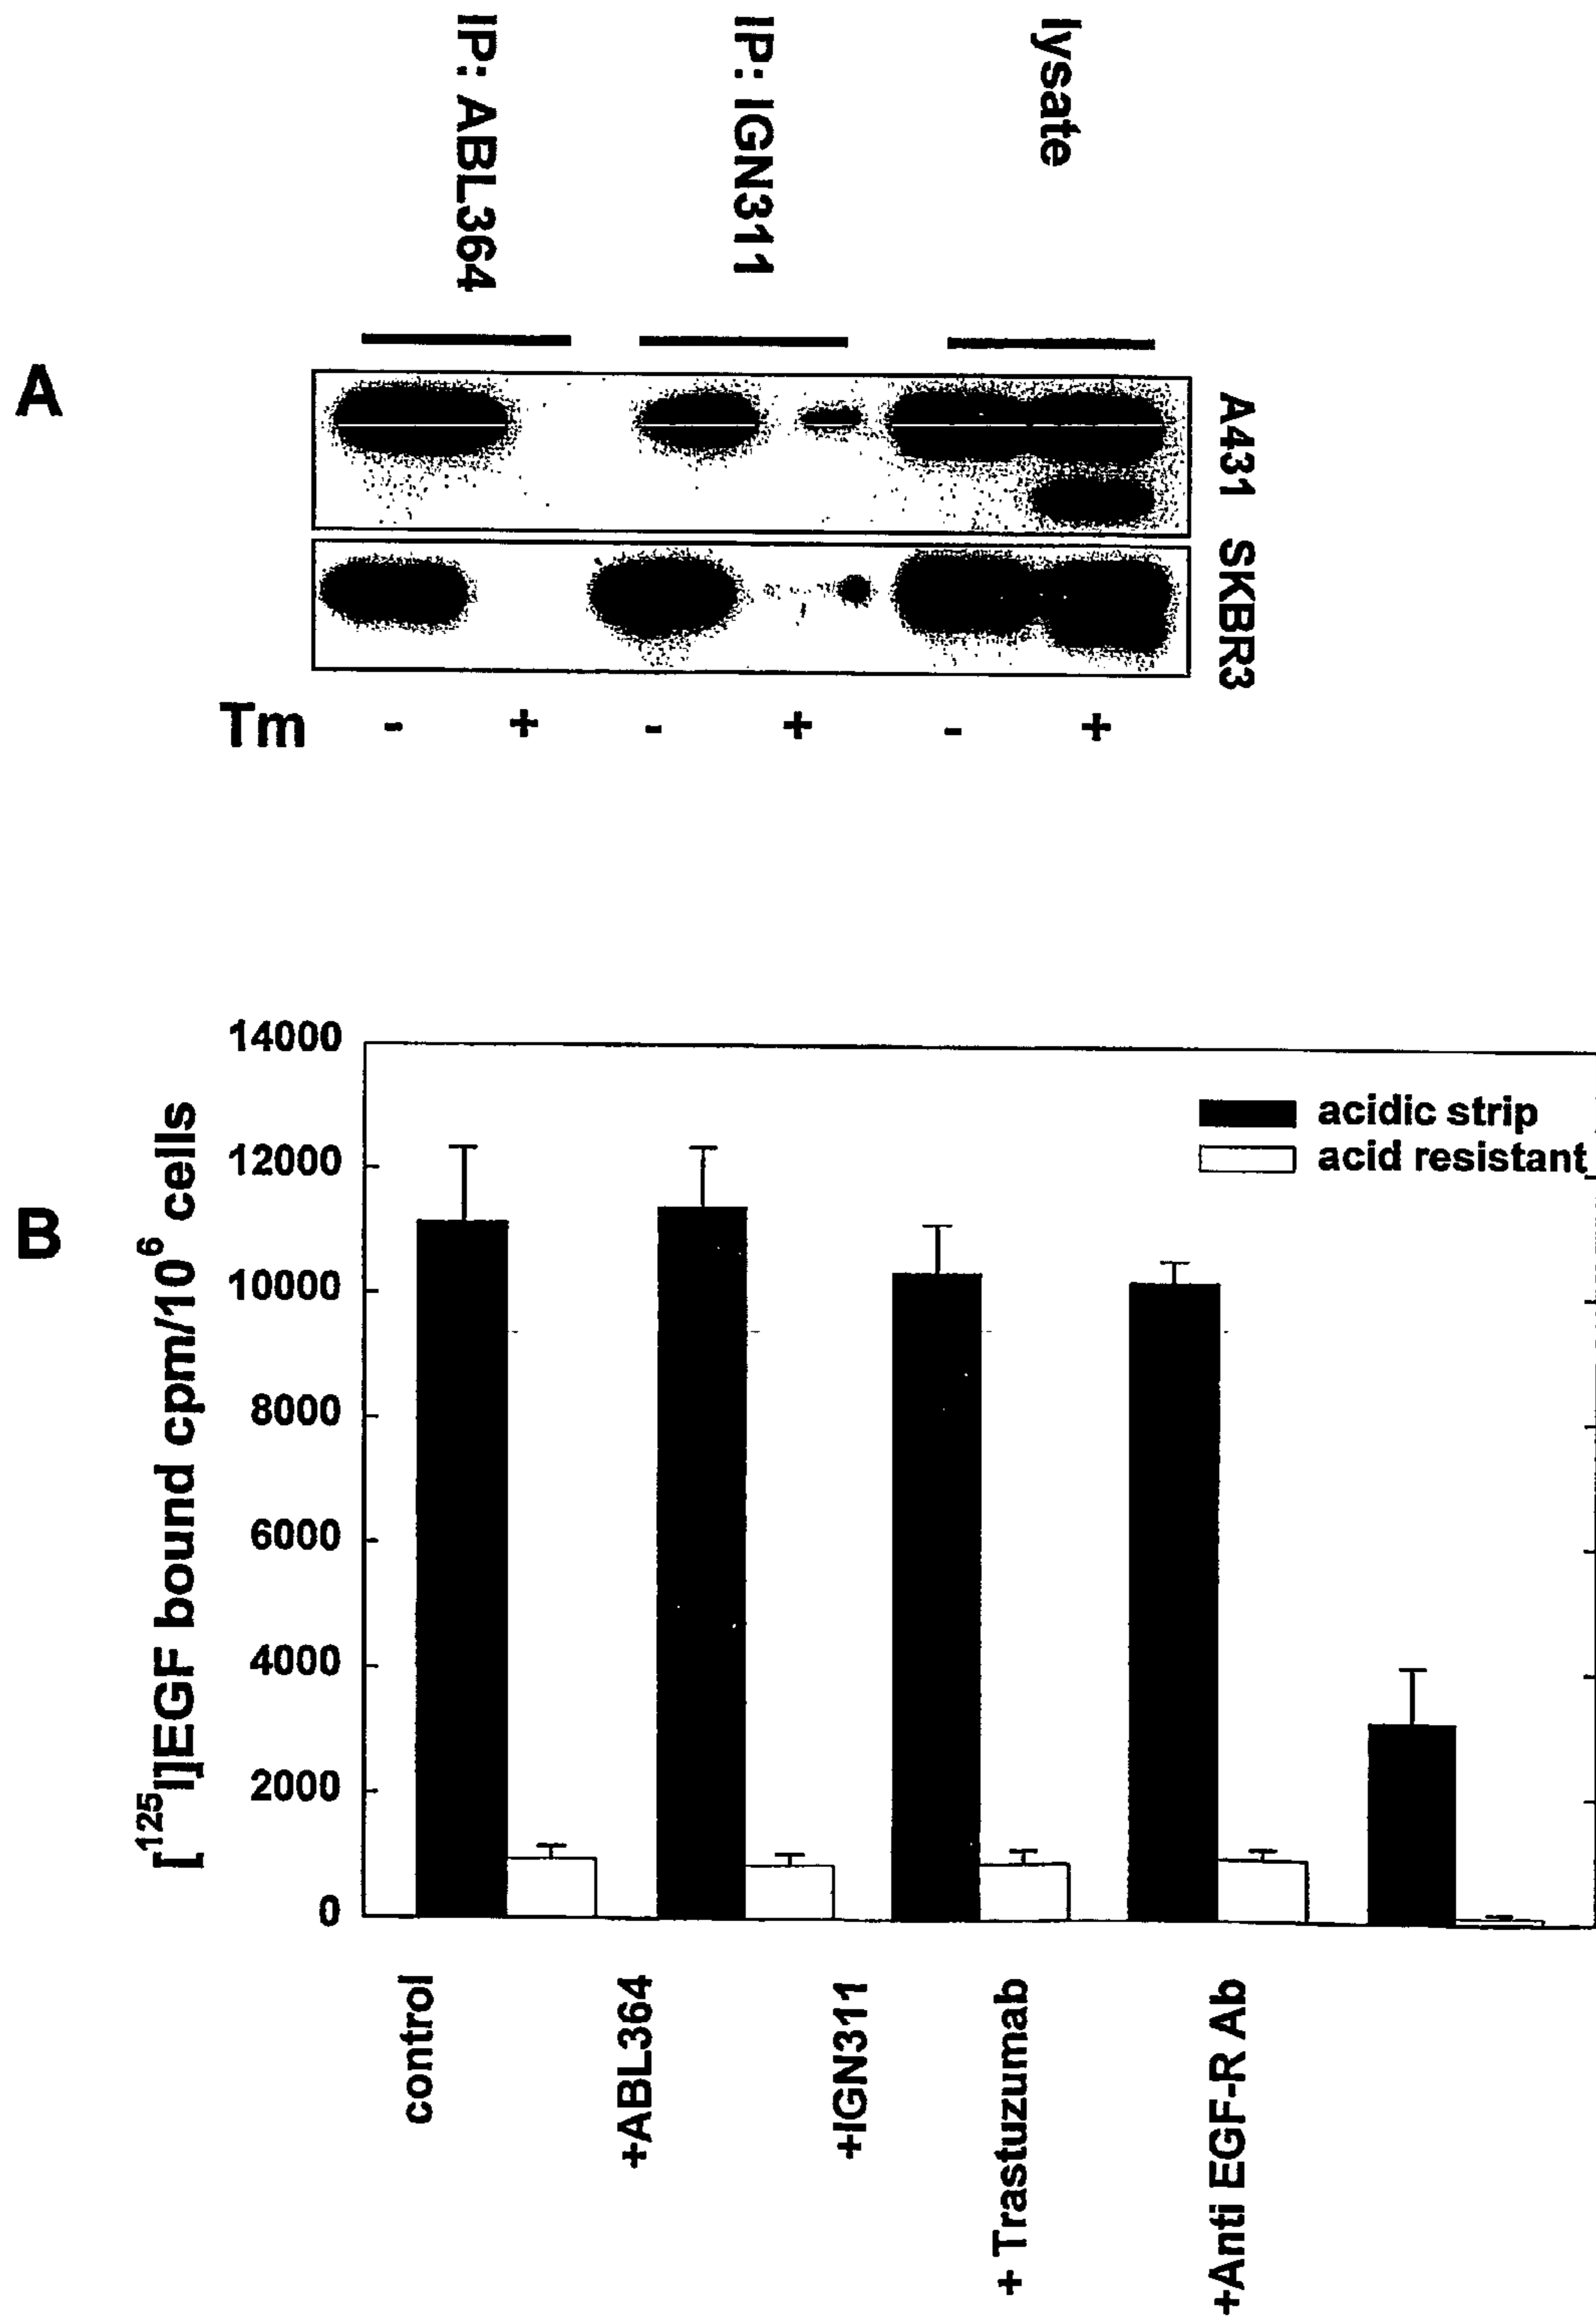 IP: ABL364
IP: IGN311
lysate
A
A431
SKBR3
Tm - + - + - +
B
[125I]EGF bound cpm/10^6 cells
14000
12000
10000
8000
6000
4000
2000
0
acidic strip
acid resistant
control
+ABL364
+IGN311
+ Trastuzumab
+Anti EGF-R Ab